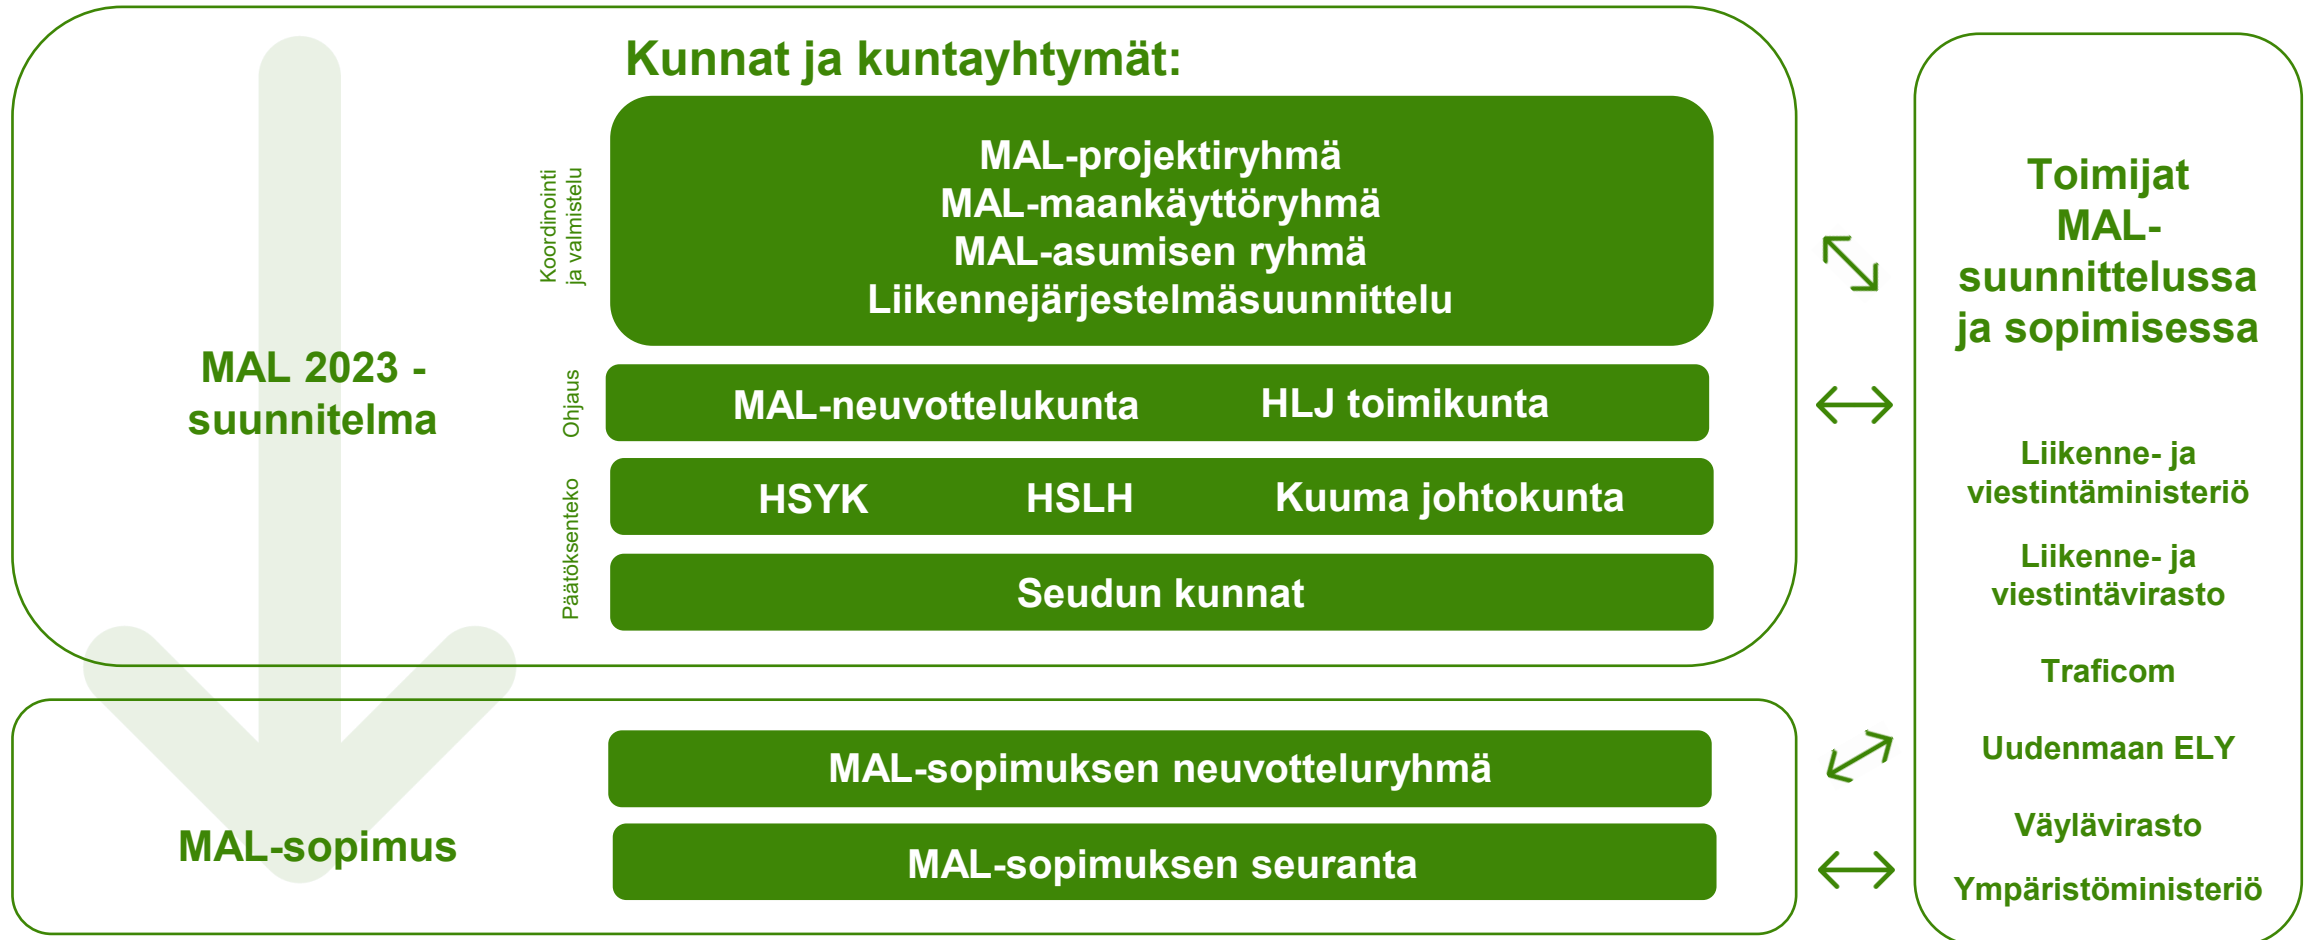 Kunnat ja kuntayhtymät:
MAL 2023 -
suunnitelma
Koordinointi
ja valmistelu
MAL-projektiryhmä
MAL-maankäyttöryhmä
MAL-asumisen ryhmä
Liikennejärjestelmäsuunnittelu
Ohjaus
MAL-neuvottelukunta HLJ toimikunta
Päätöksenteko
HSYK HSLH Kuuma johtokunta
Seudun kunnat
MAL-sopimus
MAL-sopimuksen neuvotteluryhmä
MAL-sopimuksen seuranta
Toimijat
MAL-
suunnittelussa
ja sopimisessa
Liikenne- ja
viestintäministeriö
Liikenne- ja
viestintävirasto
Traficom
Uudenmaan ELY
Väylävirasto
Ympäristöministeriö